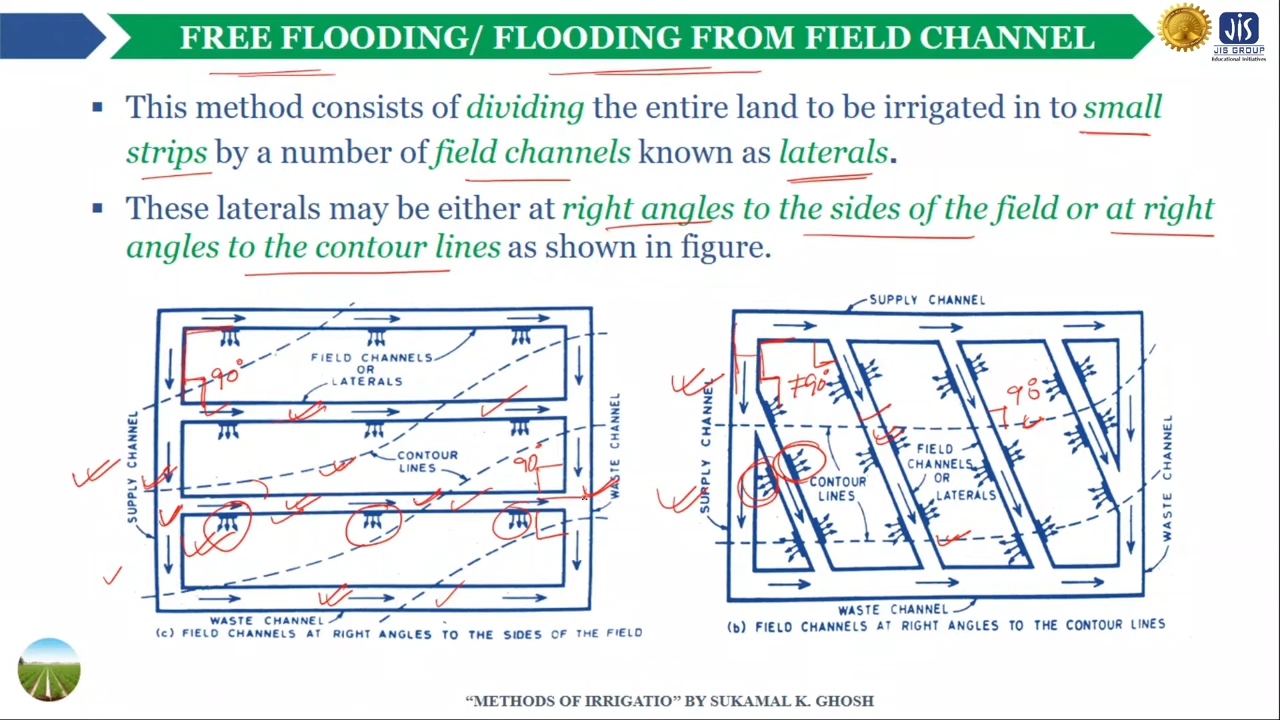 FREE FLOODING/ FLOODING FROM FIELD CHANNEL
JIS GROUP
Educational Initiatives
▪ This method consists of dividing the entire land to be irrigated in to small
strips by a number of field channels known as laterals.
▪ These laterals may be either at right angles to the sides of the field or at right
angles to the contour lines as shown in figure.
FIELD CHANNELS
OR
LATERALS
90°
CONTOUR
LINES
90°
SUPPLY CHANNEL
WASTE CHANNEL
WASTE CHANNEL
(c) FIELD CHANNELS AT RIGHT ANGLES TO THE SIDES OF THE FIELD
SUPPLY CHANNEL
≠90°
90°
SUPPLY CHANNEL
CONTOUR
LINES
FIELD
CHANNELS
OR
LATERALS
WASTE CHANNEL
WASTE CHANNEL
(b) FIELD CHANNELS AT RIGHT ANGLES TO THE CONTOUR LINES
“METHODS OF IRRIGATIO” BY SUKAMAL K. GHOSH